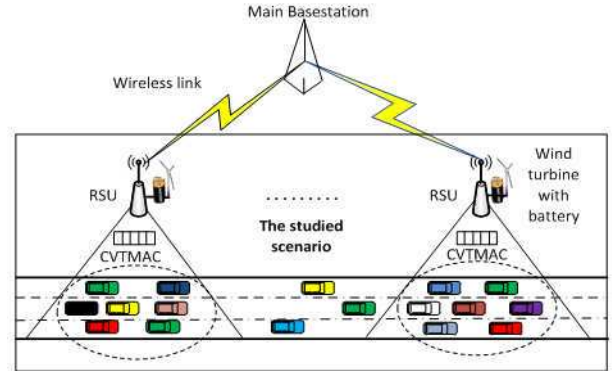 Main Basestation
Wireless link
RSU
RSU
Wind
turbine
with
battery
.........
The studied
scenario
CVTMAC
CVTMAC